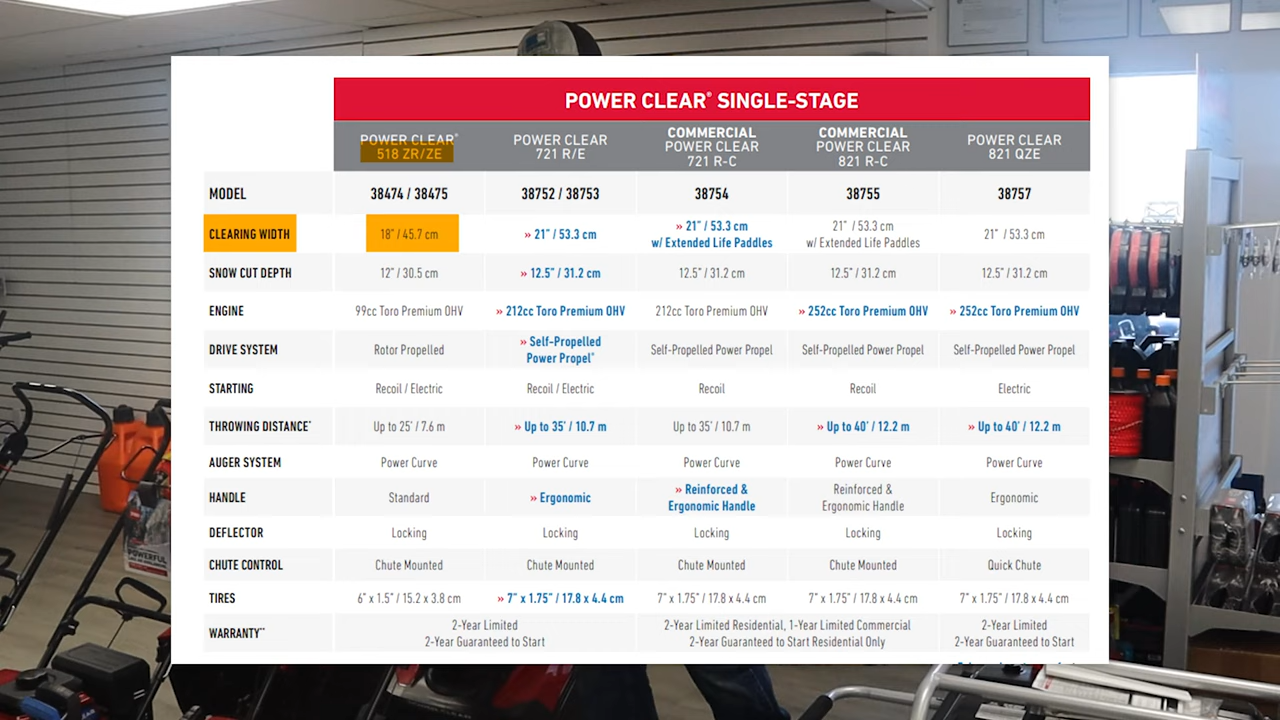 POWER CLEAR® SINGLE-STAGE
POWER CLEAR®
518 ZR/ZE
POWER CLEAR
721 R/E
COMMERCIAL
POWER CLEAR
721 R-C
COMMERCIAL
POWER CLEAR
821 R-C
POWER CLEAR
821 QZE
MODEL
38474 / 38475
38752 / 38753
38754
38755
38757
CLEARING WIDTH
18" / 45.7 cm
» 21" / 53.3 cm
» 21" / 53.3 cm
w/ Extended Life Paddles
21" / 53.3 cm
w/ Extended Life Paddles
21" / 53.3 cm
SNOW CUT DEPTH
12" / 30.5 cm
» 12.5" / 31.2 cm
12.5" / 31.2 cm
12.5" / 31.2 cm
12.5" / 31.2 cm
ENGINE
99cc Toro Premium OHV
» 212cc Toro Premium OHV
212cc Toro Premium OHV
» 252cc Toro Premium OHV
» 252cc Toro Premium OHV
DRIVE SYSTEM
Rotor Propelled
» Self-Propelled
Power Propel®
Self-Propelled Power Propel
Self-Propelled Power Propel
Self-Propelled Power Propel
STARTING
Recoil / Electric
Recoil / Electric
Recoil
Recoil
Electric
THROWING DISTANCE*
Up to 25' / 7.6 m
» Up to 35' / 10.7 m
Up to 35' / 10.7 m
» Up to 40' / 12.2 m
» Up to 40' / 12.2 m
AUGER SYSTEM
Power Curve
Power Curve
Power Curve
Power Curve
Power Curve
HANDLE
Standard
» Ergonomic
» Reinforced &
Ergonomic Handle
Reinforced &
Ergonomic Handle
Ergonomic
DEFLECTOR
Locking
Locking
Locking
Locking
Locking
CHUTE CONTROL
Chute Mounted
Chute Mounted
Chute Mounted
Chute Mounted
Quick Chute
TIRES
6" x 1.5" / 15.2 x 3.8 cm
» 7" x 1.75" / 17.8 x 4.4 cm
7" x 1.75" / 17.8 x 4.4 cm
7" x 1.75" / 17.8 x 4.4 cm
7" x 1.75" / 17.8 x 4.4 cm
WARRANTY**
2-Year Limited
2-Year Guaranteed to Start
2-Year Limited Residential, 1-Year Limited Commercial
2-Year Guaranteed to Start Residential Only
2-Year Limited
2-Year Guaranteed to Start
POWERFUL